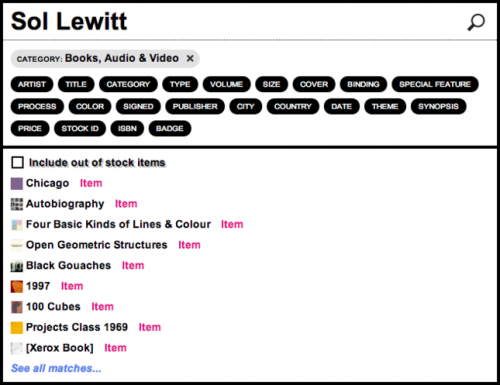 Sol Lewitt
CATEGORY: Books, Audio & Video ×
ARTIST TITLE CATEGORY TYPE VOLUME SIZE COVER BINDING SPECIAL FEATURE
PROCESS COLOR SIGNED PUBLISHER CITY COUNTRY DATE THEME SYNOPSIS
PRICE STOCK ID ISBN BADGE
Include out of stock items
Chicago Item
Autobiography Item
Four Basic Kinds of Lines & Colour Item
Open Geometric Structures Item
Black Gouaches Item
1997 Item
100 Cubes Item
Projects Class 1969 Item
[Xerox Book] Item
See all matches...